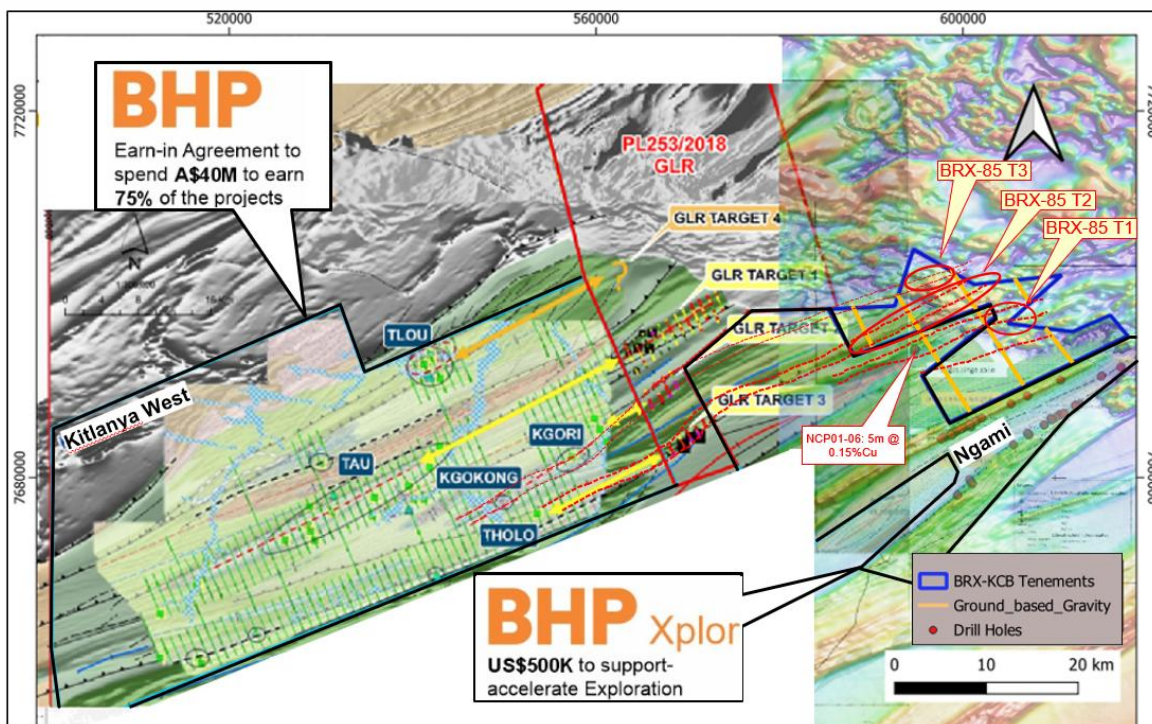 520000
560000
600000
7720000
7720000
7680000
7680000
BHP
Earn-in Agreement to
spend A$40M to earn
75% of the projects
PL253/2018
GLR
BRX-85 T3
BRX-85 T2
BRX-85 T1
GLR TARGET 4
GLR TARGET 1
GLR TARGET
GLR TARGET 3
N
TLOU
Kitlanya West
KGORI
TAU
KGOKONG
THOLO
NCP01-06: 5m @
0.15%Cu
Ngami
BHP Xplor
US$500K to support-
accelerate Exploration
BRX-KCB Tenements
Ground_based_Gravity
Drill Holes
0 10 20 km